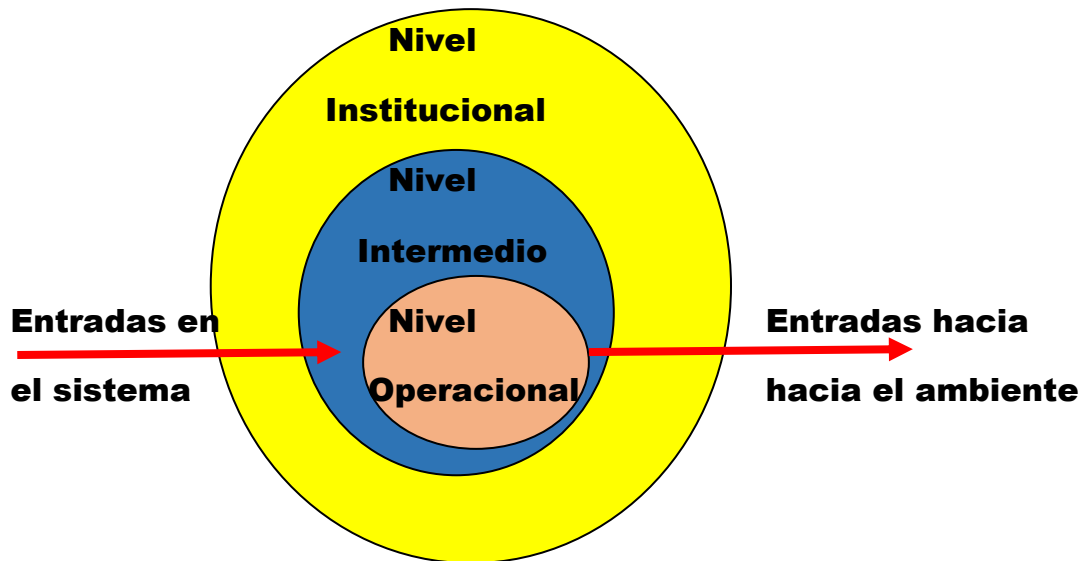 Nivel
Institucional
Nivel
Intermedio
Entradas en
el sistema
Nivel
Operacional
Entradas hacia
hacia el ambiente